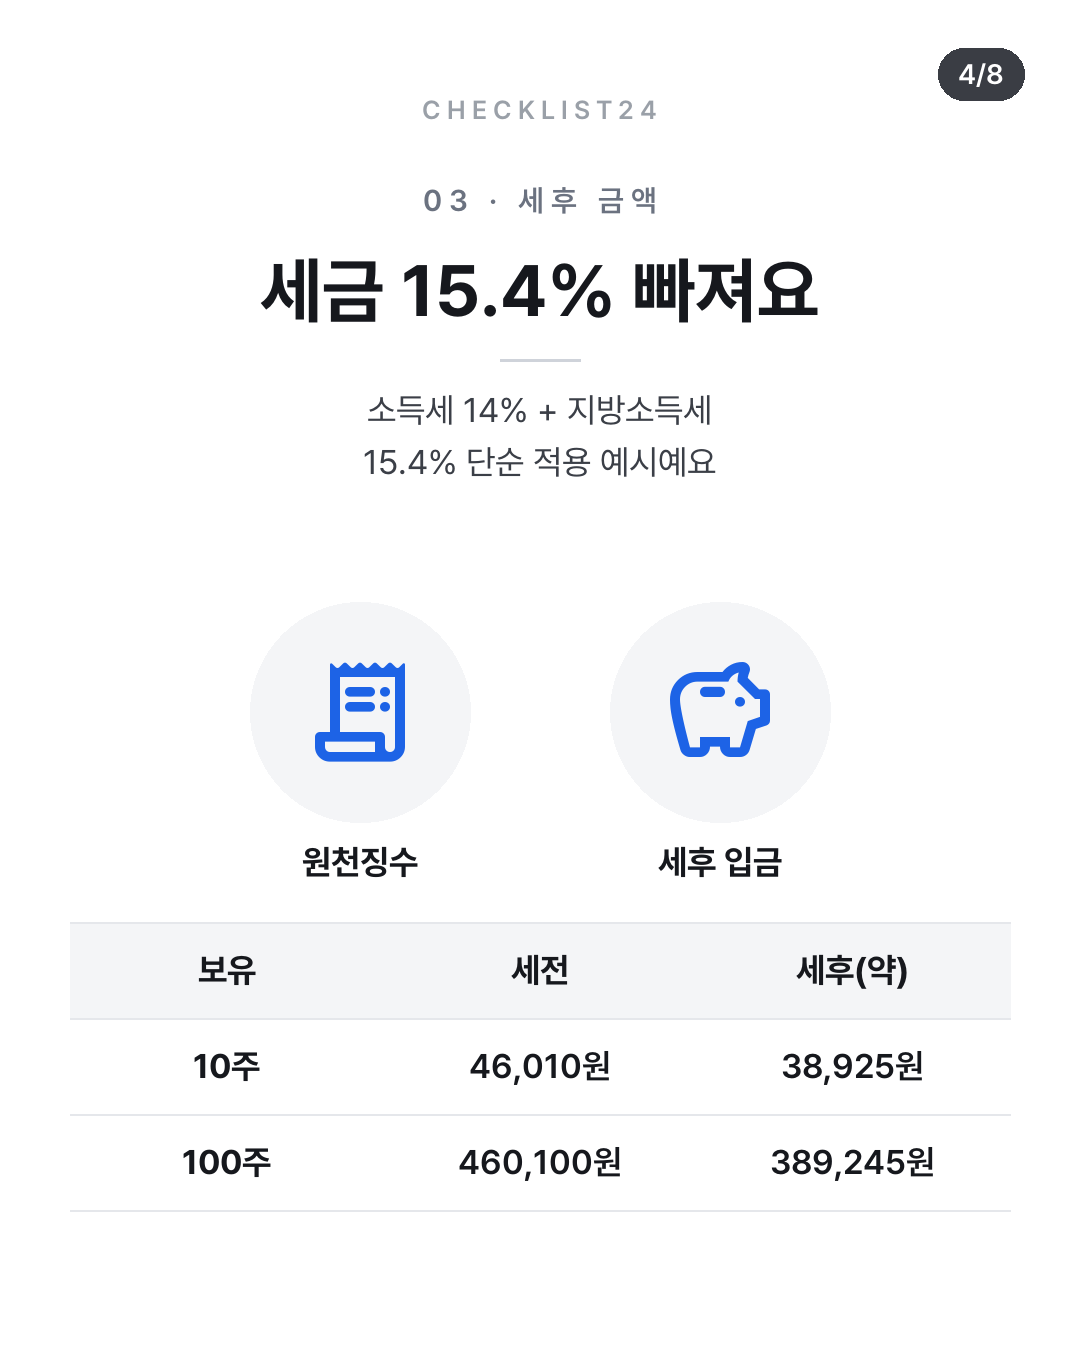 4/8
CHECKLIST24
03 · 세후 금액
세금 15.4% 빠져요
소득세 14% + 지방소득세
15.4% 단순 적용 예시예요
원천징수 세후 입금
보유 세전 세후(약)
10주 46,010원 38,925원
100주 460,100원 389,245원